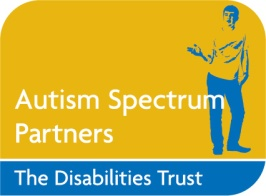 Autism Spectrum
Partners
The Disabilities Trust